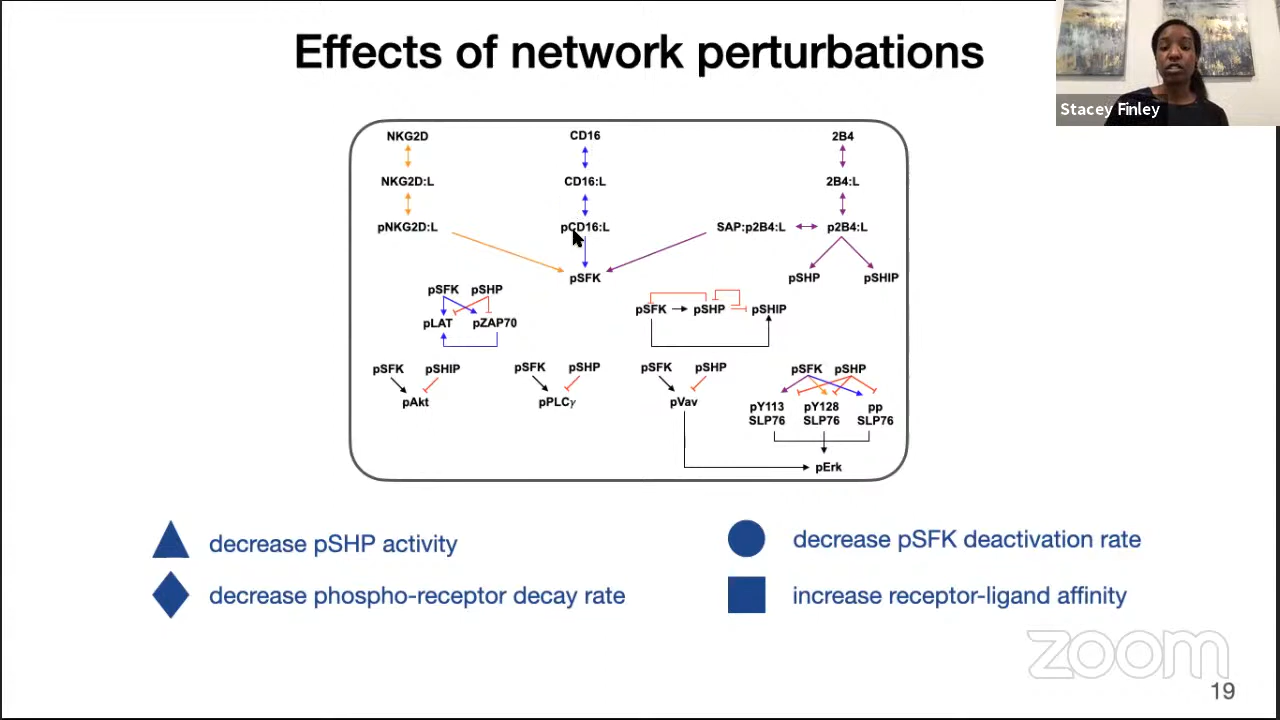 Effects of network perturbations
Stacey Finley
NKG2D CD16 2B4
NKG2D:L CD16:L 2B4:L
pNKG2D:L pCD16:L SAP:p2B4:L p2B4:L
pSFK pSHP pSHIP
pSFK pSHP
pLAT pZAP70
pSFK pSHP pSHIP
pSFK pSHIP
pAkt
pSFK pSHP
pPLCγ
pSFK pSHP
pVav
pSFK pSHP
pY113 pY128 pp
SLP76 SLP76 SLP76
pErk
decrease pSHP activity
decrease pSFK deactivation rate
decrease phospho-receptor decay rate
increase receptor-ligand affinity
zoom
19